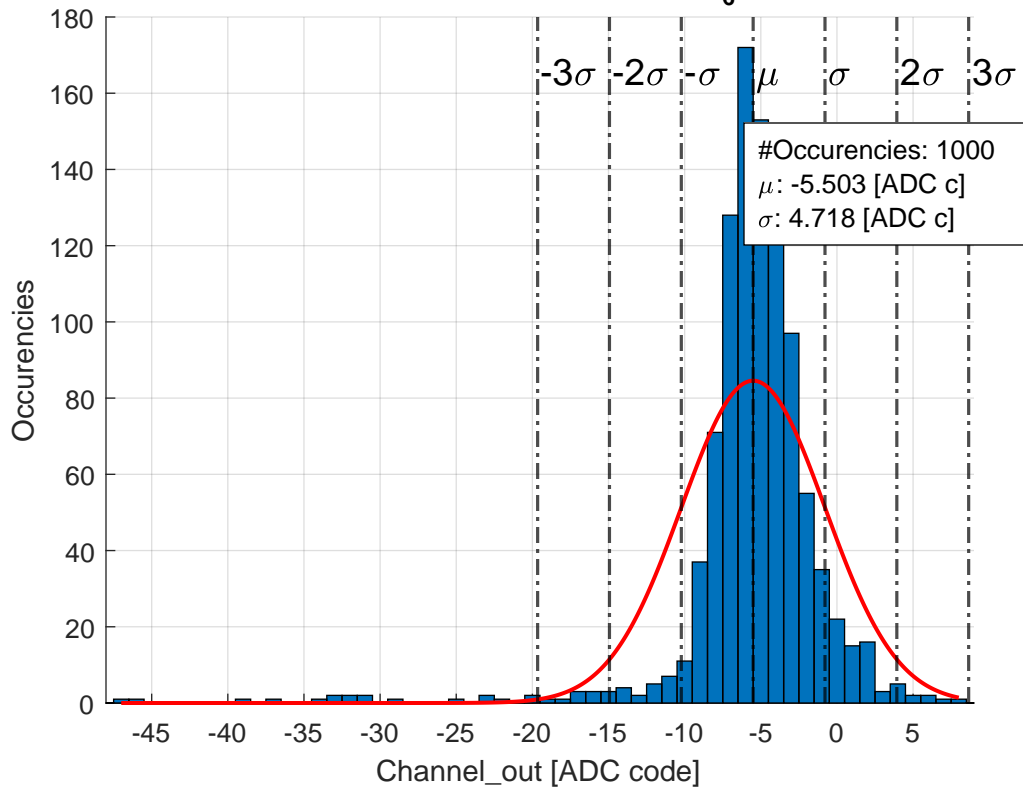 180
160
140
120
100
80
60
40
20
0
Occurencies
-3σ
-2σ
-σ
μ
σ
2σ
3σ
#Occurencies: 1000
μ: -5.503 [ADC c]
σ: 4.718 [ADC c]
-45 -40 -35 -30 -25 -20 -15 -10 -5 0 5
Channel_out [ADC code]